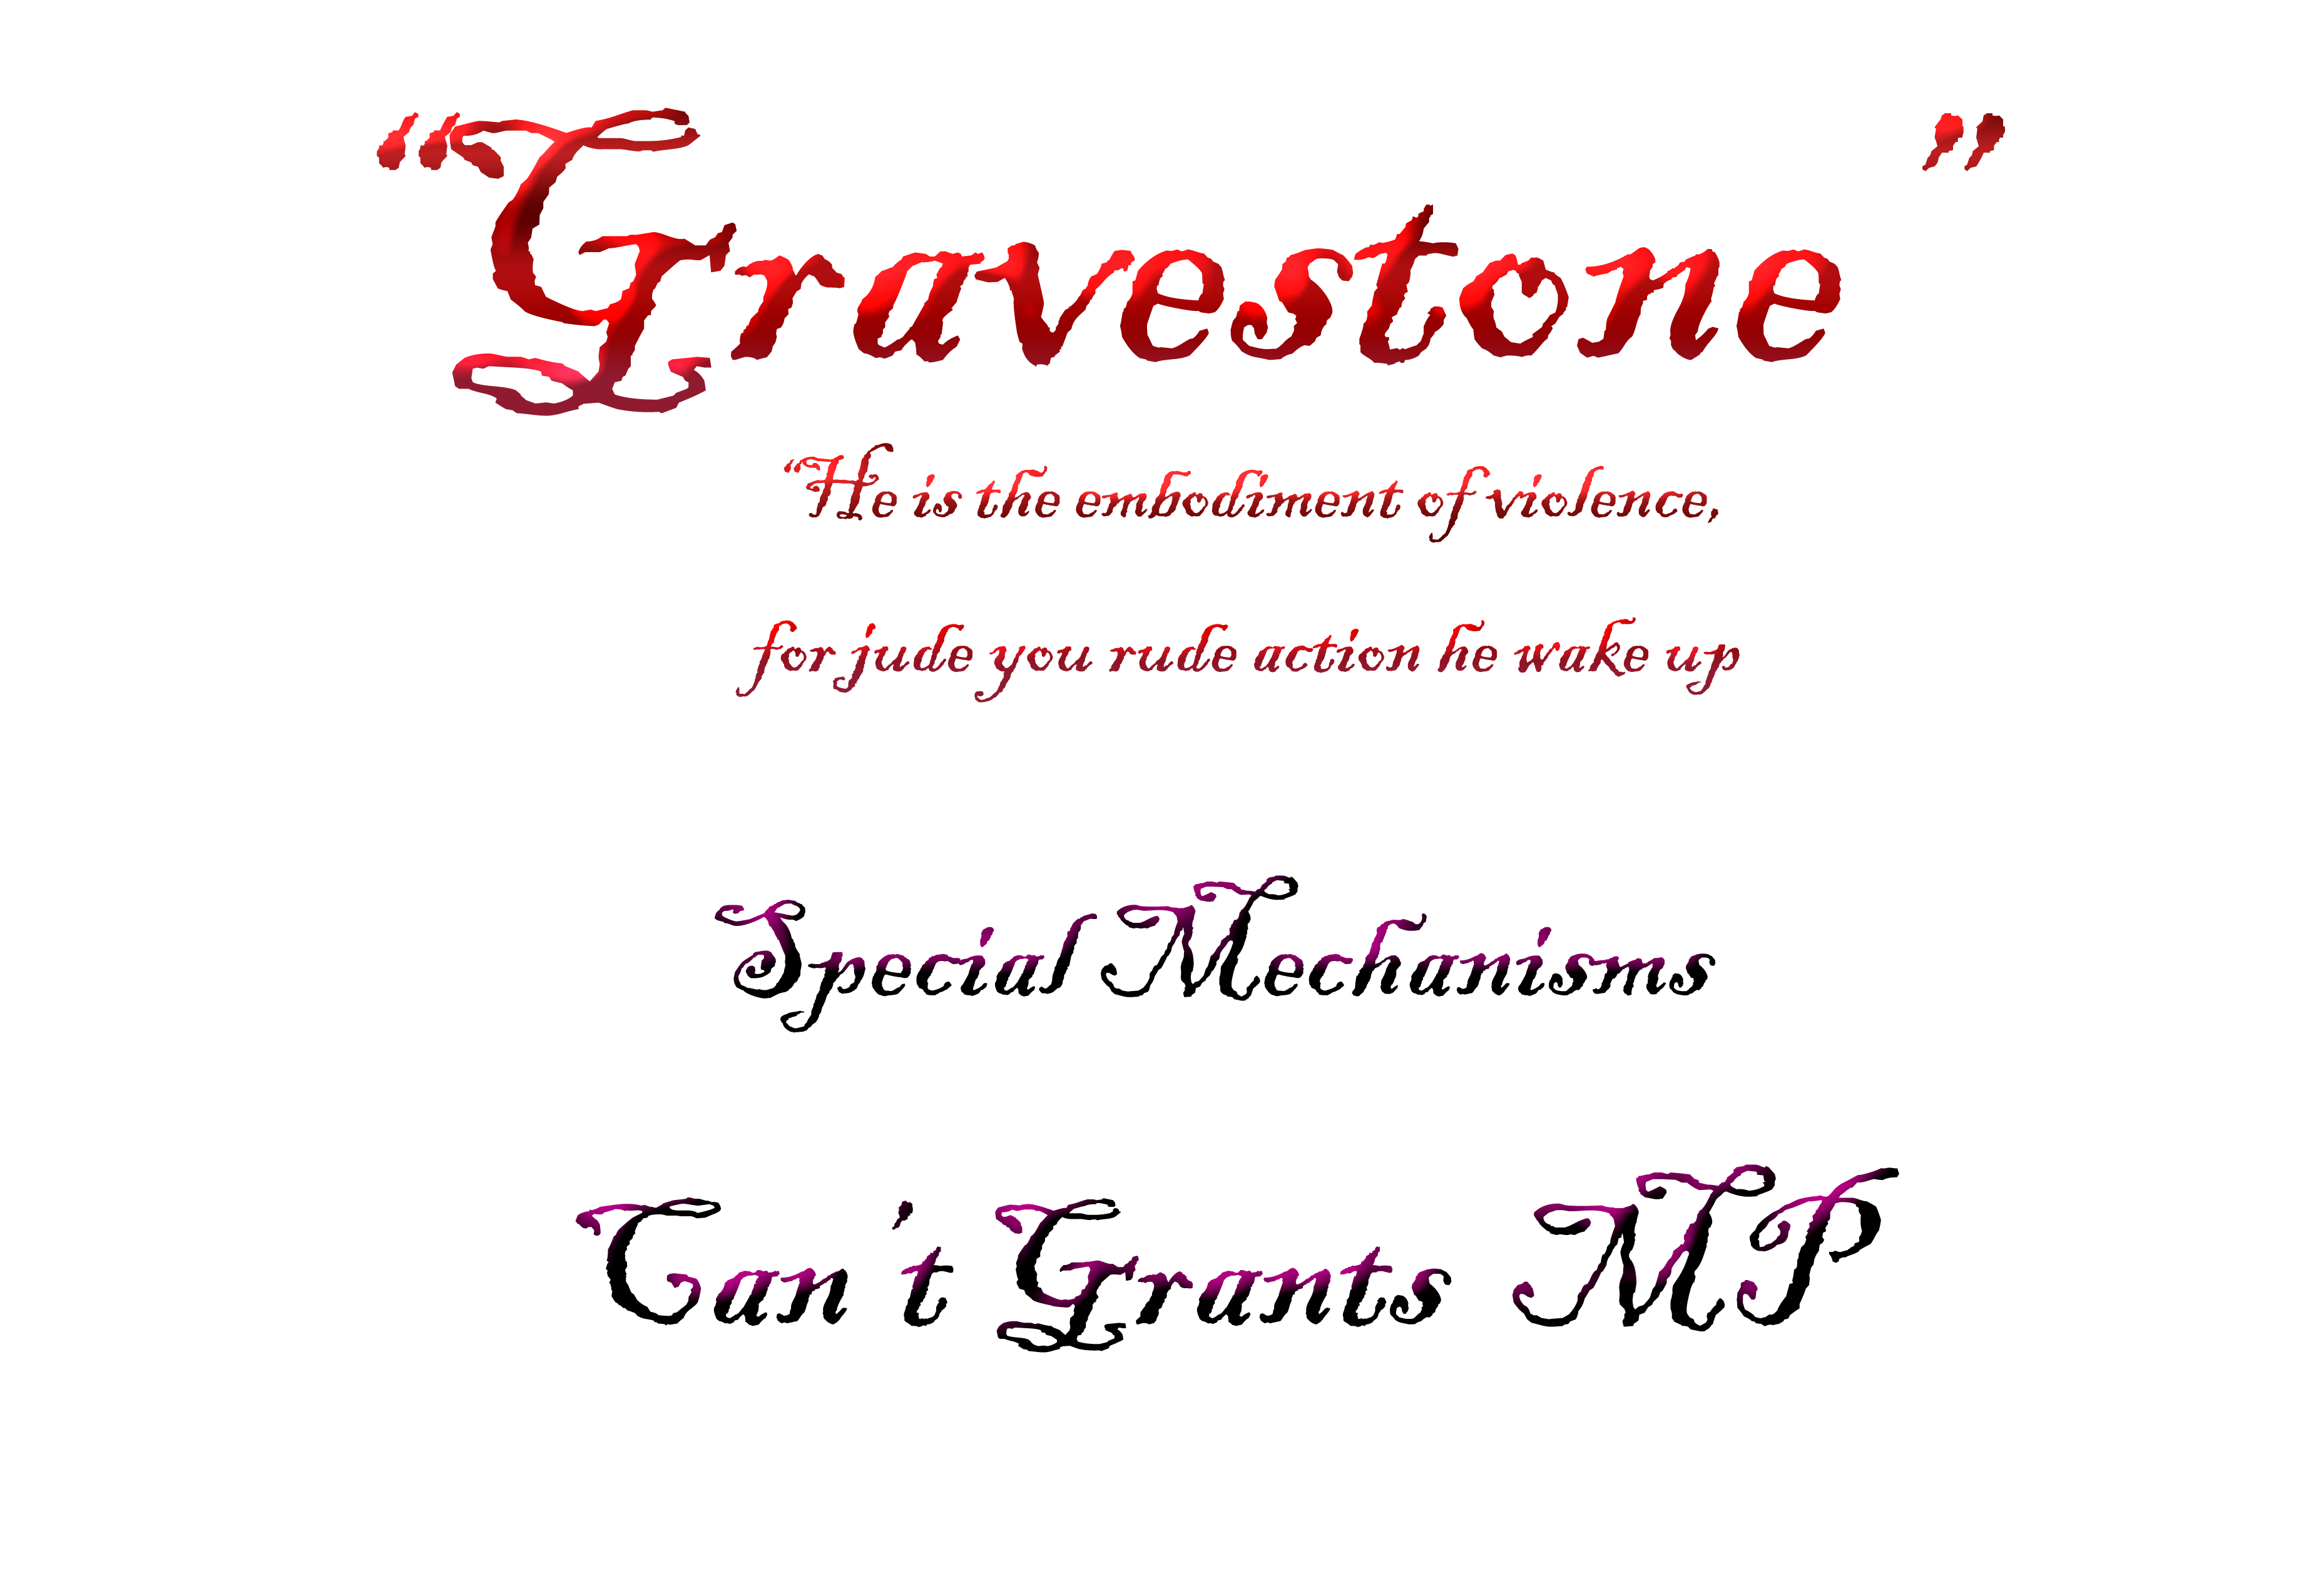 “Gravestone ”
“He is the embodiment of violence,
for jude you rude action he wake up
Special Mechanisms
Can 't Grants MP